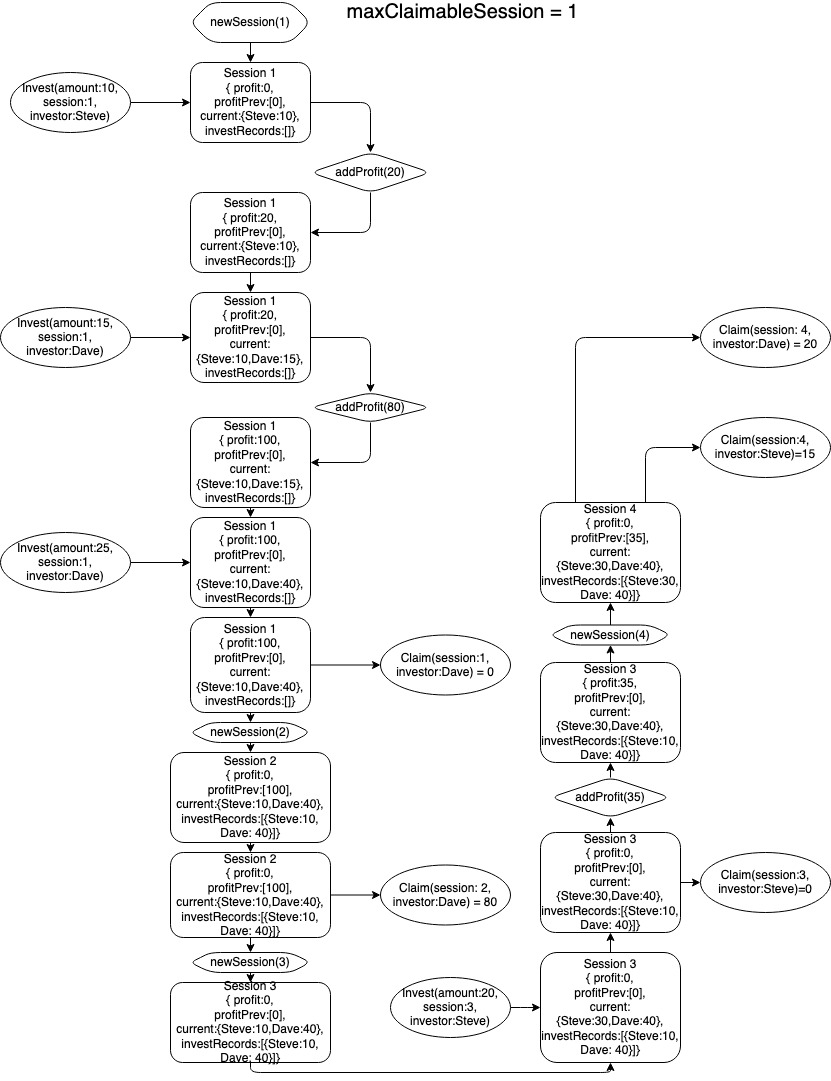 maxClaimableSession = 1
newSession(1)
Invest(amount:10,
session:1,
investor:Steve)
Session 1
{ profit:0,
profitPrev:[0],
current:{Steve:10},
investRecords:[]}
addProfit(20)
Session 1
{ profit:20,
profitPrev:[0],
current:{Steve:10},
investRecords:[]}
Invest(amount:15,
session:1,
investor:Dave)
Session 1
{ profit:20,
profitPrev:[0],
current:
{Steve:10,Dave:15},
investRecords:[]}
addProfit(80)
Session 1
{ profit:100,
profitPrev:[0],
current:
{Steve:10,Dave:15},
investRecords:[]}
Invest(amount:25,
session:1,
investor:Dave)
Session 1
{ profit:100,
profitPrev:[0],
current:
{Steve:10,Dave:40},
investRecords:[]}
Session 1
{ profit:100,
profitPrev:[0],
current:
{Steve:10,Dave:40},
investRecords:[]}
Claim(session:1,
investor:Dave) = 0
newSession(2)
Session 2
{ profit:0,
profitPrev:[100],
current:{Steve:10,Dave:40},
investRecords:[{Steve:10,
Dave: 40}]}
Session 2
{ profit:0,
profitPrev:[100],
current:{Steve:10,Dave:40},
investRecords:[{Steve:10,
Dave: 40}]}
Claim(session: 2,
investor:Dave) = 80
newSession(3)
Session 3
{ profit:0,
profitPrev:[0],
current:{Steve:10,Dave:40},
investRecords:[{Steve:10,
Dave: 40}]}
Invest(amount:20,
session:3,
investor:Steve)
Session 3
{ profit:0,
profitPrev:[0],
current:
{Steve:30,Dave:40},
investRecords:[{Steve:10,
Dave: 40}]}
Session 3
{ profit:0,
profitPrev:[0],
current:
{Steve:30,Dave:40},
investRecords:[{Steve:10,
Dave: 40}]}
Claim(session:3,
investor:Steve)=0
addProfit(35)
Session 3
{ profit:35,
profitPrev:[0],
current:
{Steve:30,Dave:40},
investRecords:[{Steve:10,
Dave: 40}]}
newSession(4)
Session 4
{ profit:0,
profitPrev:[35],
current:
{Steve:30,Dave:40},
investRecords:[{Steve:30,
Dave: 40}]}
Claim(session:4,
investor:Steve)=15
Claim(session: 4,
investor:Dave) = 20